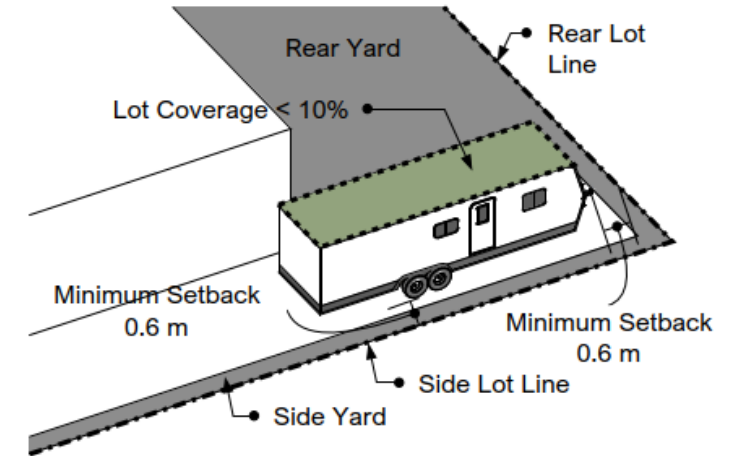 Rear Yard
Rear Lot
Line
Lot Coverage < 10%
Minimum Setback
0.6 m
Minimum Setback
0.6 m
Side Lot Line
Side Yard